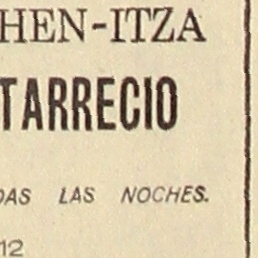 HEN-ITZA
TARRECIO
DAS LAS NOCHES.
12